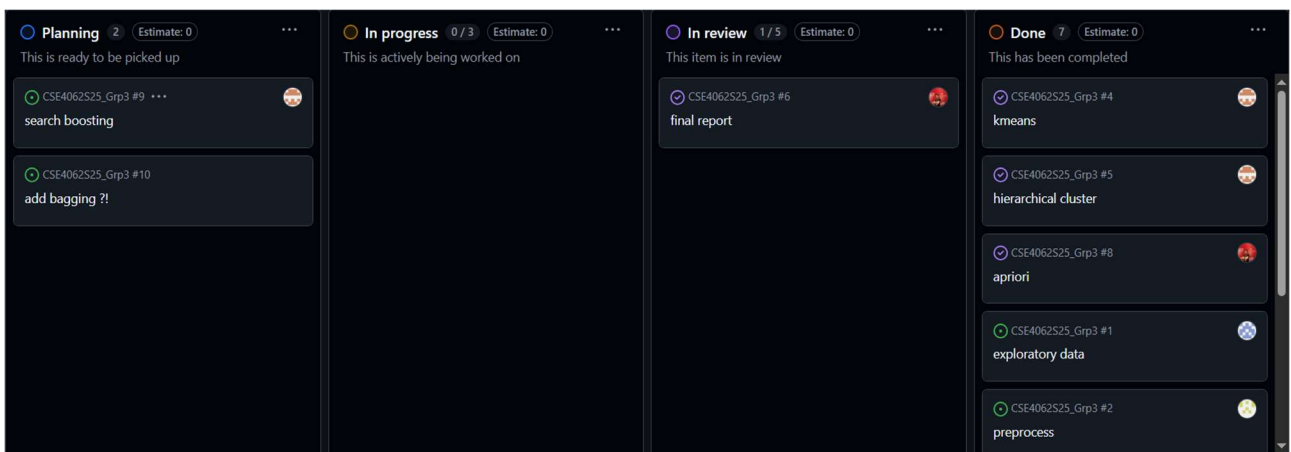 Planning 2 Estimate: 0 ···
This is ready to be picked up
CSE4062S25_Grp3 #9 ···
search boosting
CSE4062S25_Grp3 #10
add bagging ?!
In progress 0 / 3 Estimate: 0 ···
This is actively being worked on
In review 1 / 5 Estimate: 0 ···
This item is in review
CSE4062S25_Grp3 #6
final report
Done 7 Estimate: 0 ···
This has been completed
CSE4062S25_Grp3 #4
kmeans
CSE4062S25_Grp3 #5
hierarchical cluster
CSE4062S25_Grp3 #8
apriori
CSE4062S25_Grp3 #1
exploratory data
CSE4062S25_Grp3 #2
preprocess